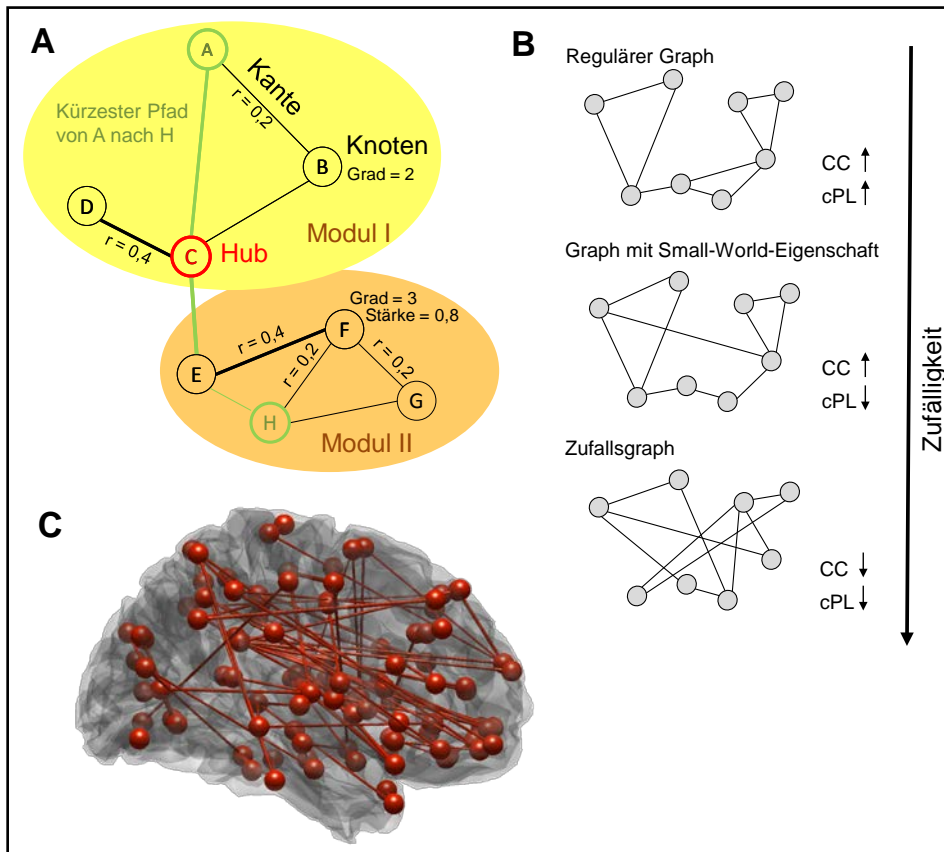 A
A
Kante
r = 0,2
Kürzester Pfad
von A nach H
Knoten
B
Grad = 2
D
r = 0,4
C
Hub
Modul I
Grad = 3
Stärke = 0,8
F
r = 0,4
r = 0,2
r = 0,2
E
G
H
Modul II
B
Regulärer Graph
CC ↑
cPL ↑
Graph mit Small-World-Eigenschaft
CC ↑
cPL ↓
Zufallsgraph
CC ↓
cPL ↓
Zufälligkeit
C